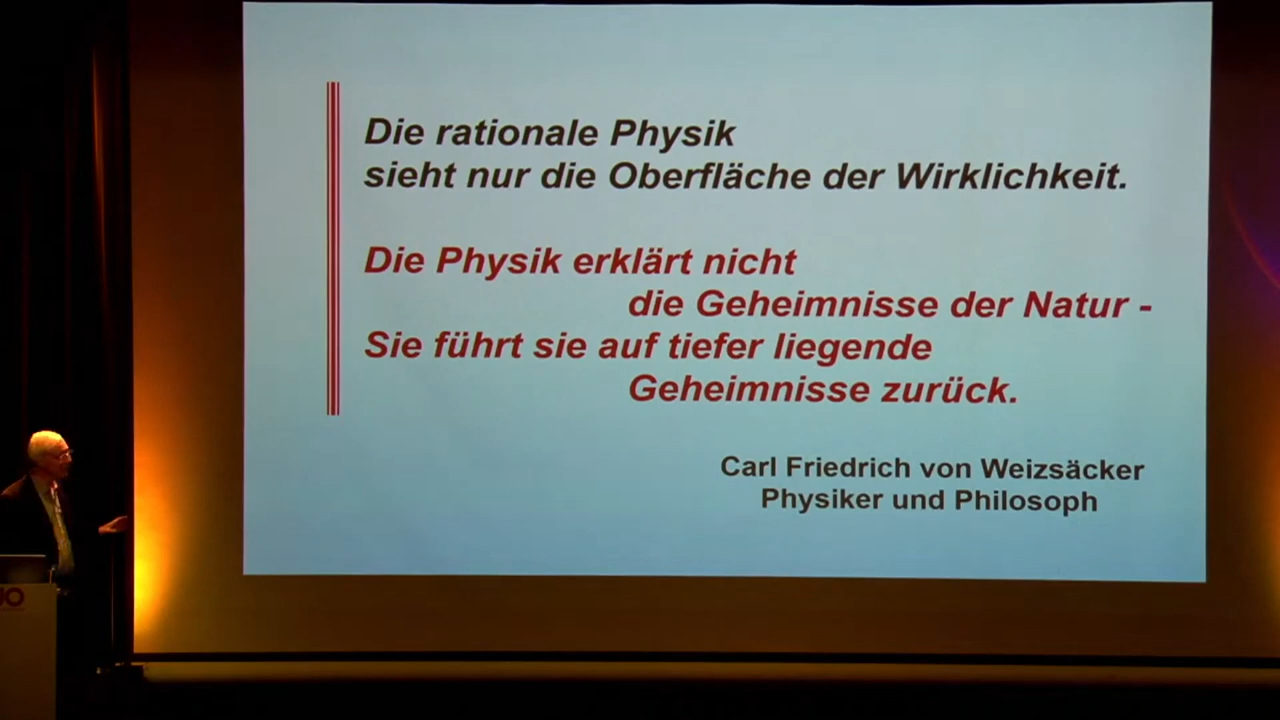 Die rationale Physik
sieht nur die Oberfläche der Wirklichkeit.
Die Physik erklärt nicht
die Geheimnisse der Natur -
Sie führt sie auf tiefer liegende
Geheimnisse zurück.
Carl Friedrich von Weizsäcker
Physiker und Philosoph